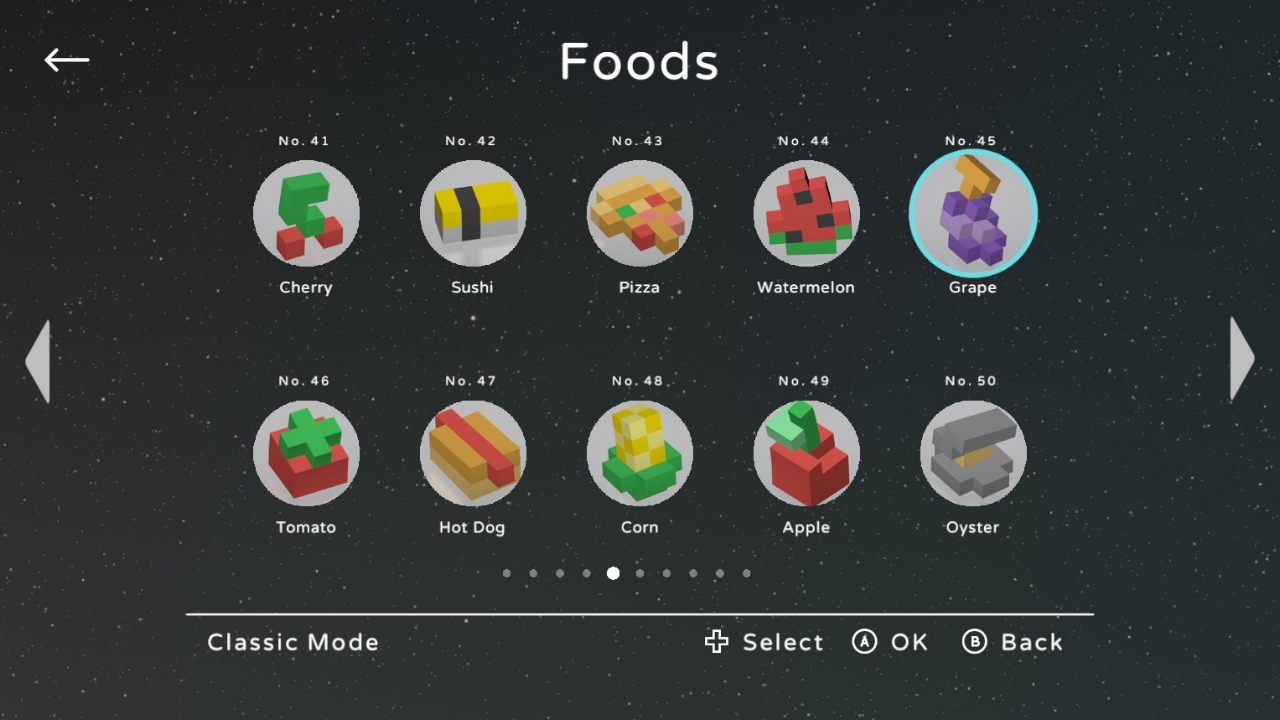 Foods
No. 41
No. 42
No. 43
No. 44
No. 45
Cherry
Sushi
Pizza
Watermelon
Grape
No. 46
No. 47
No. 48
No. 49
No. 50
Tomato
Hot Dog
Corn
Apple
Oyster
Classic Mode
Select
A OK
B Back